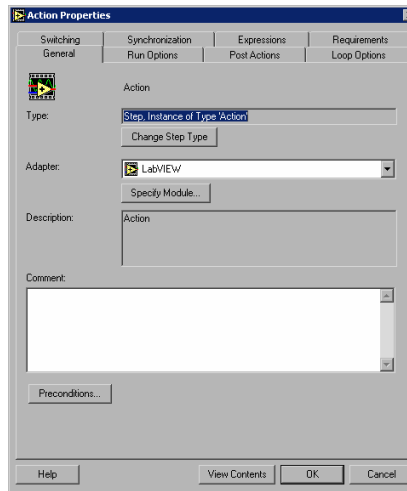 Action Properties
Switching Synchronization Expressions Requirements
General Run Options Post Actions Loop Options
Action
Type: Step, Instance of Type 'Action'
Change Step Type
Adapter: LabVIEW
Specify Module...
Description: Action
Comment:
Preconditions...
Help View Contents OK Cancel